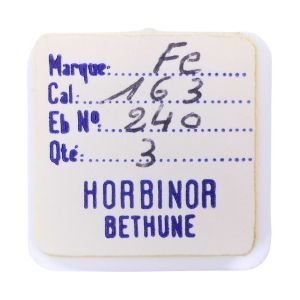 Marque: Fe
Cal: 163
Eb Nº: 240
Qté: 3
HORBINOR
BETHUNE